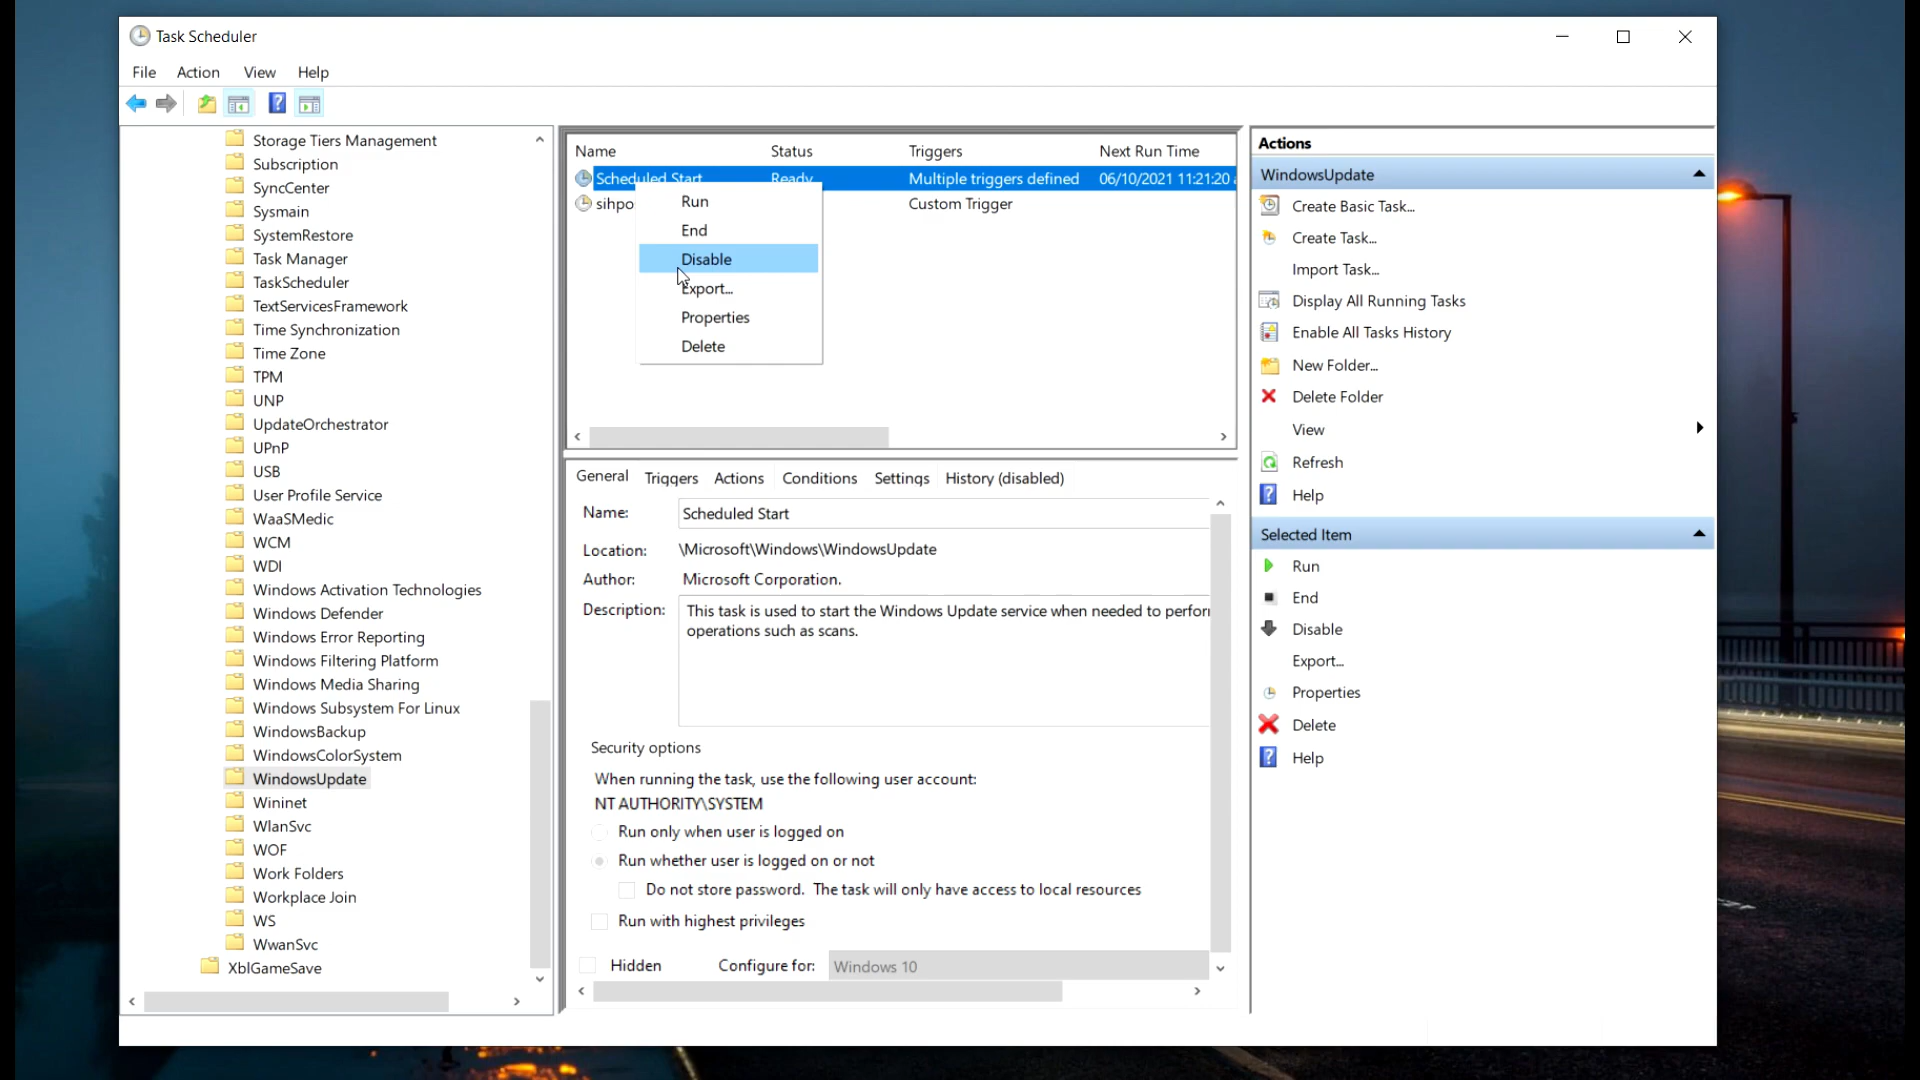 Task Scheduler
File Action View Help
Storage Tiers Management
Subscription
SyncCenter
Sysmain
SystemRestore
Task Manager
TaskScheduler
TextServicesFramework
Time Synchronization
Time Zone
TPM
UNP
UpdateOrchestrator
UPnP
USB
User Profile Service
WaaSMedic
WCM
WDI
Windows Activation Technologies
Windows Defender
Windows Error Reporting
Windows Filtering Platform
Windows Media Sharing
Windows Subsystem For Linux
WindowsBackup
WindowsColorSystem
WindowsUpdate
Wininet
WlanSvc
WOF
Work Folders
Workplace Join
WS
WwanSvc
XblGameSave
Name Status Triggers Next Run Time
Scheduled Start Ready Multiple triggers defined 06/10/2021 11:21:20 a
sihpo Custom Trigger
Run
End
Disable
Export...
Properties
Delete
General Triggers Actions Conditions Settings History (disabled)
Name: Scheduled Start
Location: \Microsoft\Windows\WindowsUpdate
Author: Microsoft Corporation.
Description: This task is used to start the Windows Update service when needed to perfor
operations such as scans.
Security options
When running the task, use the following user account:
NT AUTHORITY\SYSTEM
Run only when user is logged on
Run whether user is logged on or not
Do not store password. The task will only have access to local resources
Run with highest privileges
Hidden Configure for: Windows 10
Actions
WindowsUpdate
Create Basic Task...
Create Task...
Import Task...
Display All Running Tasks
Enable All Tasks History
New Folder...
Delete Folder
View
Refresh
Help
Selected Item
Run
End
Disable
Export...
Properties
Delete
Help